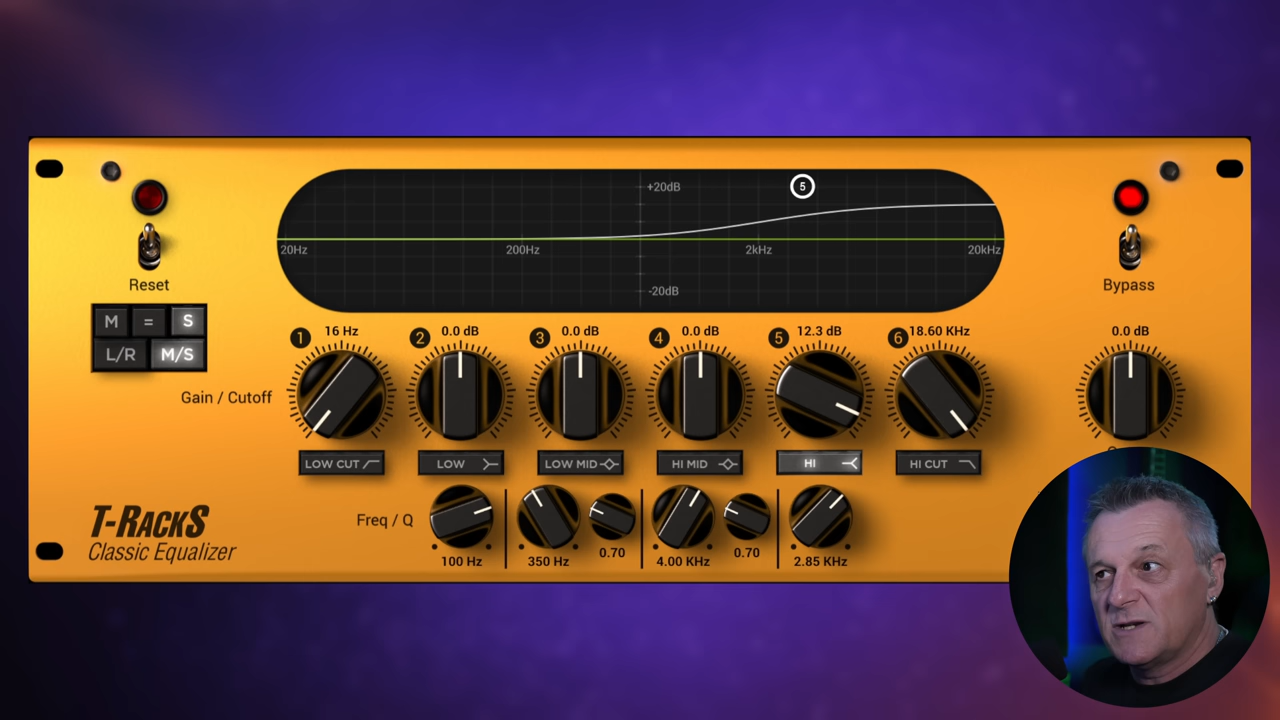 +20dB
5
20Hz
200Hz
2kHz
20kHz
-20dB
Reset
Bypass
M = S
L/R M/S
1 16 Hz
2 0.0 dB
3 0.0 dB
4 0.0 dB
5 12.3 dB
6 18.60 KHz
0.0 dB
Gain / Cutoff
LOW CUT
LOW
LOW MID
HI MID
HI
HI CUT
Freq / Q
100 Hz
350 Hz
0.70
4.00 KHz
0.70
2.85 KHz
T-RackS
Classic Equalizer